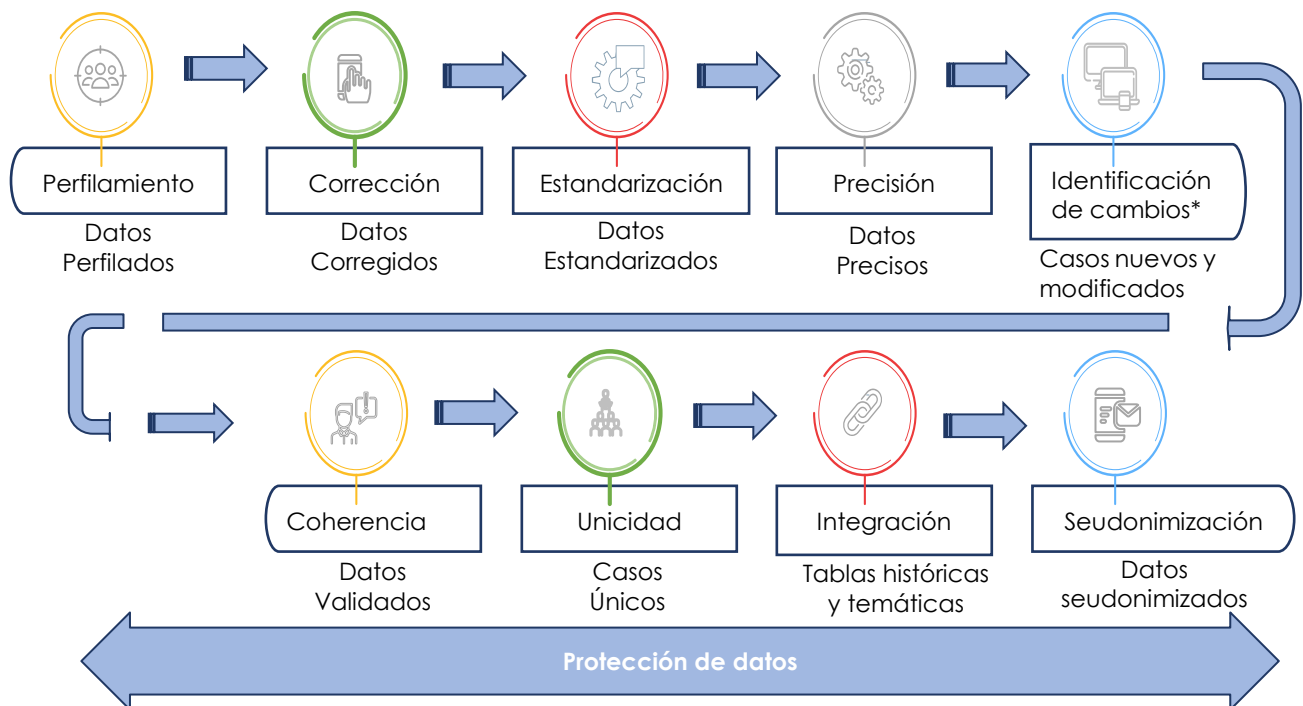 Perfilamiento
Datos
Perfilados
Corrección
Datos
Corregidos
Estandarización
Datos
Estandarizados
Precisión
Datos
Precisos
Identificación
de cambios*
Casos nuevos y
modificados
Coherencia
Datos
Validados
Unicidad
Casos
Únicos
Integración
Tablas históricas
y temáticas
Seudonimización
Datos
seudonimizados
Protección de datos